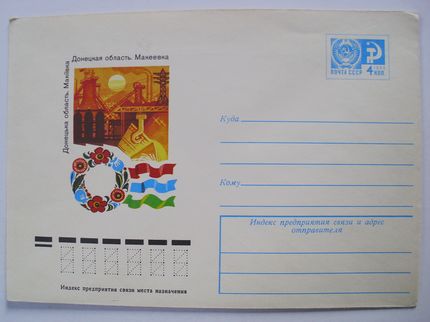 Донецкая область. Макеевка
Донецька область. Макіївка
ПОЧТА СССР
4 КОП.
Куда
Кому
Индекс предприятия связи и адрес
отправителя
Индекс предприятия связи места назначения